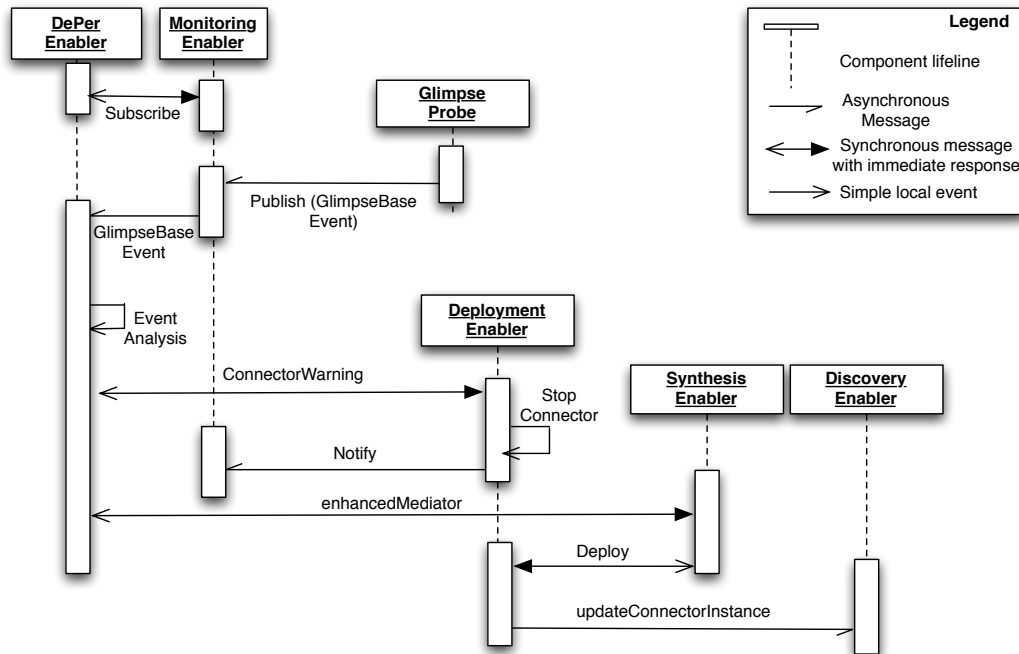 DePer
Enabler
Monitoring
Enabler
Legend
Component lifeline
Asynchronous
Message
Synchronous message
with immediate response
Simple local event
Subscribe
Glimpse
Probe
Publish (GlimpseBase
Event)
GlimpseBase
Event
Event
Analysis
Deployment
Enabler
ConnectorWarning
Stop
Connector
Synthesis
Enabler
Discovery
Enabler
Notify
enhancedMediator
Deploy
updateConnectorInstance